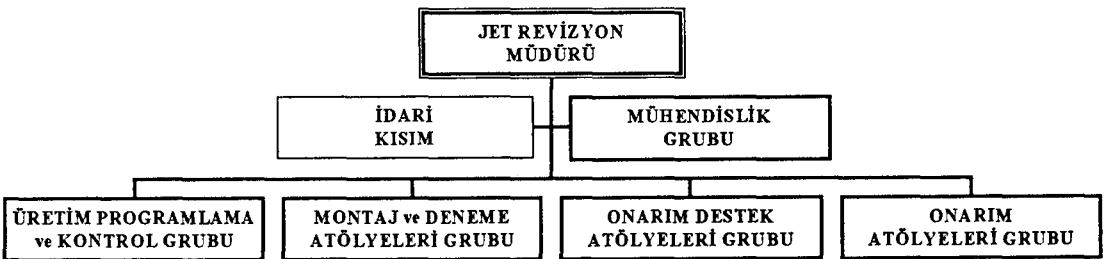 JET REVİZYON
MÜDÜRÜ
İDARİ
KISIM
MÜHENDİSLİK
GRUBU
ÜRETİM PROGRAMLAMA
ve KONTROL GRUBU
MONTAJ ve DENEME
ATÖLYELERİ GRUBU
ONARIM DESTEK
ATÖLYELERİ GRUBU
ONARIM
ATÖLYELERİ GRUBU